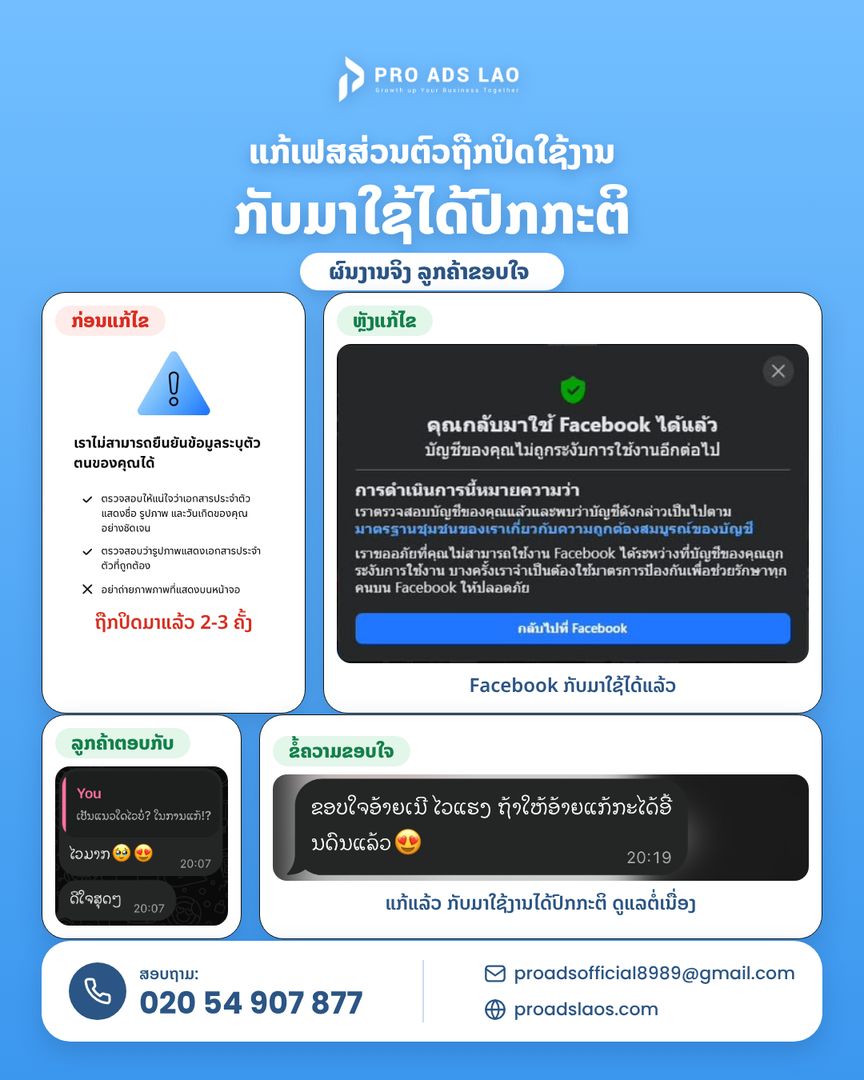 PRO ADS LAO
Growth up Your Business Together
ແກ້ເຟສສ່ວນຕົວຖືກປິດໃຊ້ງານ
ກັບມາໃຊ້ໄດ້ປົກກະຕິ
ຜົນງານຈິງ ລູກຄ້າຂອບໃຈ
ກ່ອນແກ້ໄຂ
เราไม่สามารถยืนยันข้อมูลระบุตัว
ตนของคุณได้
ตรวจสอบให้แน่ใจว่าเอกสารประจำตัว
แสดงชื่อ รูปภาพ และวันเกิดของคุณ
อย่างชัดเจน
ตรวจสอบว่ารูปภาพแสดงเอกสารประจำ
ตัวที่ถูกต้อง
อย่าถ่ายภาพภาพที่แสดงบนหน้าจอ
ຖືກປິດມາແລ້ວ 2-3 ຄັ້ງ
ຫຼັງແກ້ໄຂ
คุณกลับมาใช้ Facebook ได้แล้ว
บัญชีของคุณไม่ถูกระงับการใช้งานอีกต่อไป
การดำเนินการนี้หมายความว่า
เราตรวจสอบบัญชีของคุณแล้วและพบว่าบัญชีดังกล่าวเป็นไปตาม
มาตรฐานชุมชนของเราเกี่ยวกับความถูกต้องสมบูรณ์ของบัญชี
เราขออภัยที่คุณไม่สามารถใช้งาน Facebook ได้ระหว่างที่บัญชีของคุณถูก
ระงับการใช้งาน บางครั้งเราจำเป็นต้องใช้มาตรการป้องกันเพื่อช่วยรักษาทุก
คนบน Facebook ให้ปลอดภัย
กลับไปที่ Facebook
Facebook ກັບມາໃຊ້ໄດ້ແລ້ວ
ລູກຄ້າຕອບກັບ
You
ເປັນແນວໃດໄວບໍ່? ໃນການແກ້!?
ໄວມາກ🥹😍 20:07
ດີໃຈສຸດໆ 20:07
ຂໍ້ຄວາມຂອບໃຈ
ຂອບໃຈອ້າຍເນີ ໄວແຮງ ຖ້າໃຫ້ອ້າຍແກ້ກະໄດ້ອີ້
ນດົນແລ້ວ😍
20:19
ແກ້ແລ້ວ ກັບມາໃຊ້ງານໄດ້ປົກກະຕິ ດູແລຕໍ່ເນື່ອງ
ສອບຖາມ:
020 54 907 877
proadsofficial8989@gmail.com
proadslaos.com